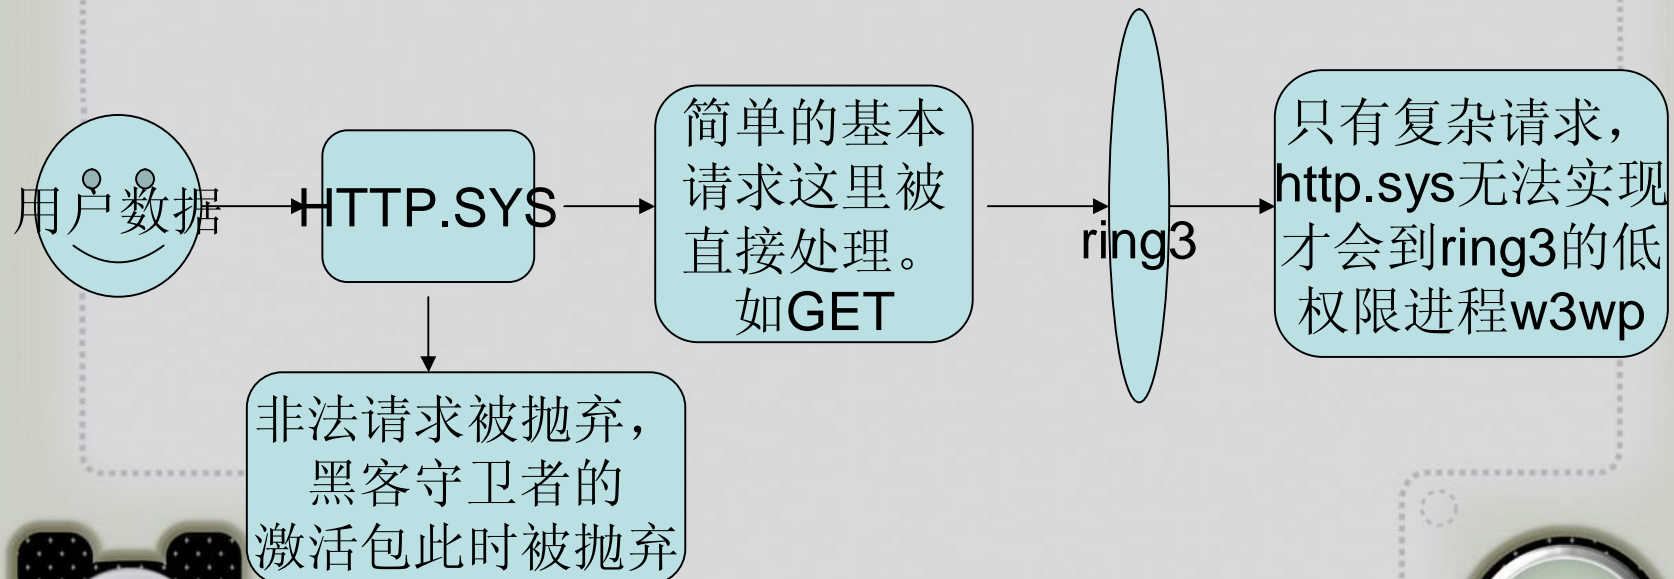 用户数据
HTTP.SYS
简单的基本
请求这里被
直接处理。
如GET
ring3
只有复杂请求，
http.sys无法实现
才会到ring3的低
权限进程w3wp
非法请求被抛弃，
黑客守卫者的
激活包此时被抛弃